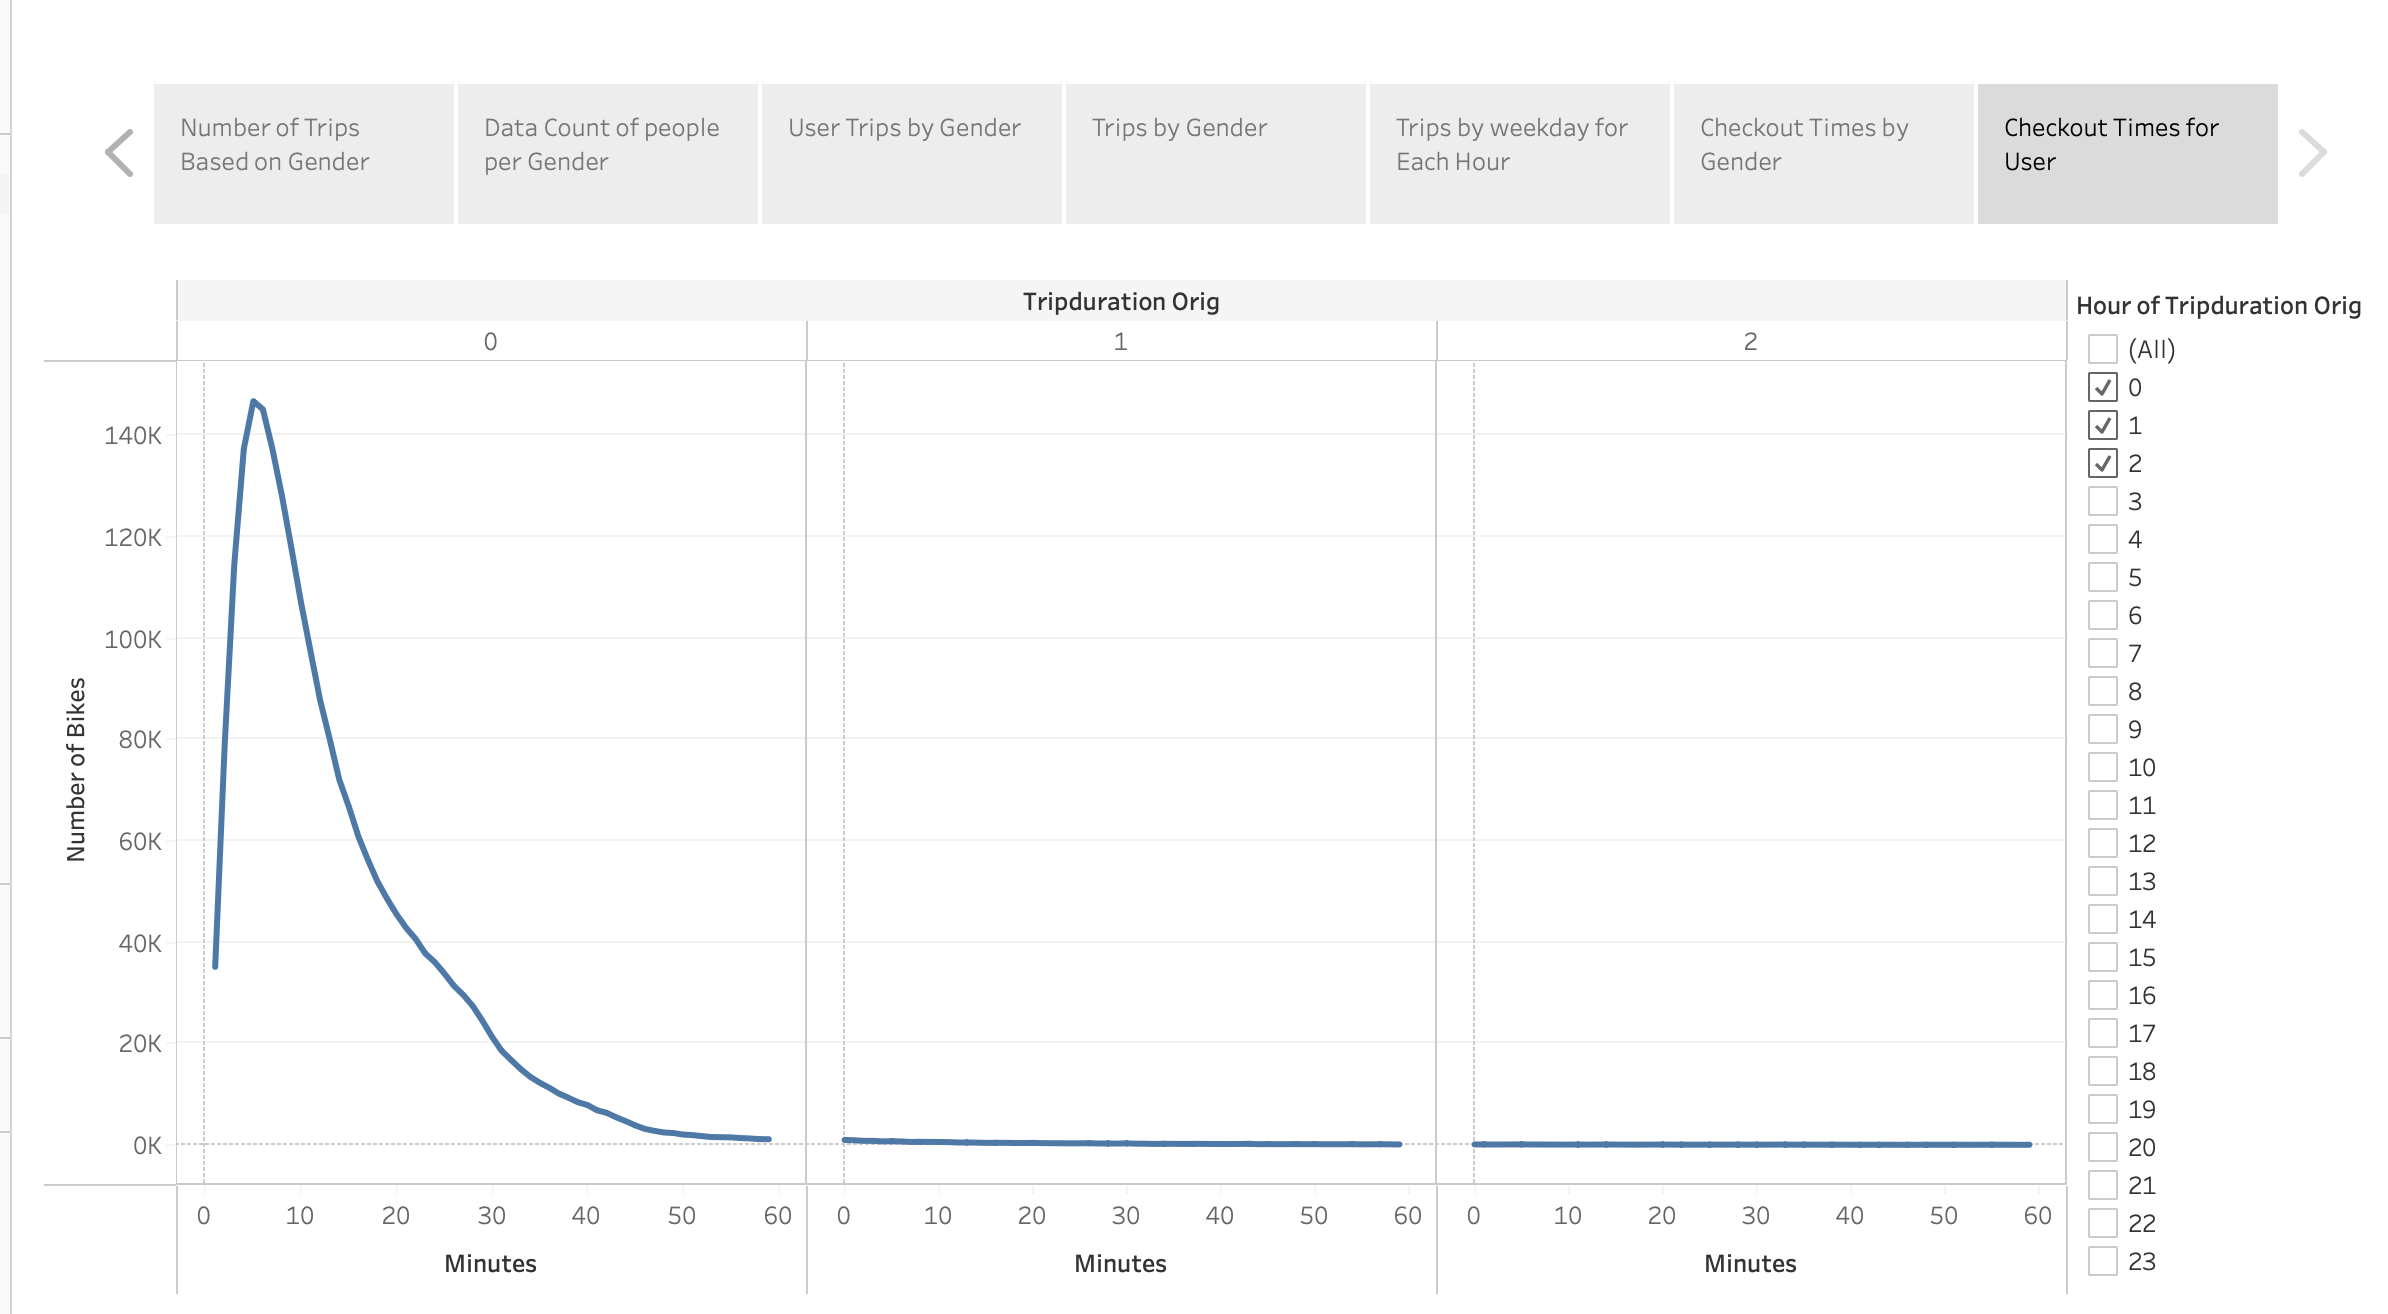 Number of Trips
Based on Gender
Data Count of people
per Gender
User Trips by Gender
Trips by Gender
Trips by weekday for
Each Hour
Checkout Times by
Gender
Checkout Times for
User
Tripduration Orig
0
1
2
Number of Bikes
140K
120K
100K
80K
60K
40K
20K
0K
0
10
20
30
40
50
60
0
10
20
30
40
50
60
0
10
20
30
40
50
60
Minutes
Minutes
Minutes
Hour of Tripduration Orig
(All)
0
1
2
3
4
5
6
7
8
9
10
11
12
13
14
15
16
17
18
19
20
21
22
23